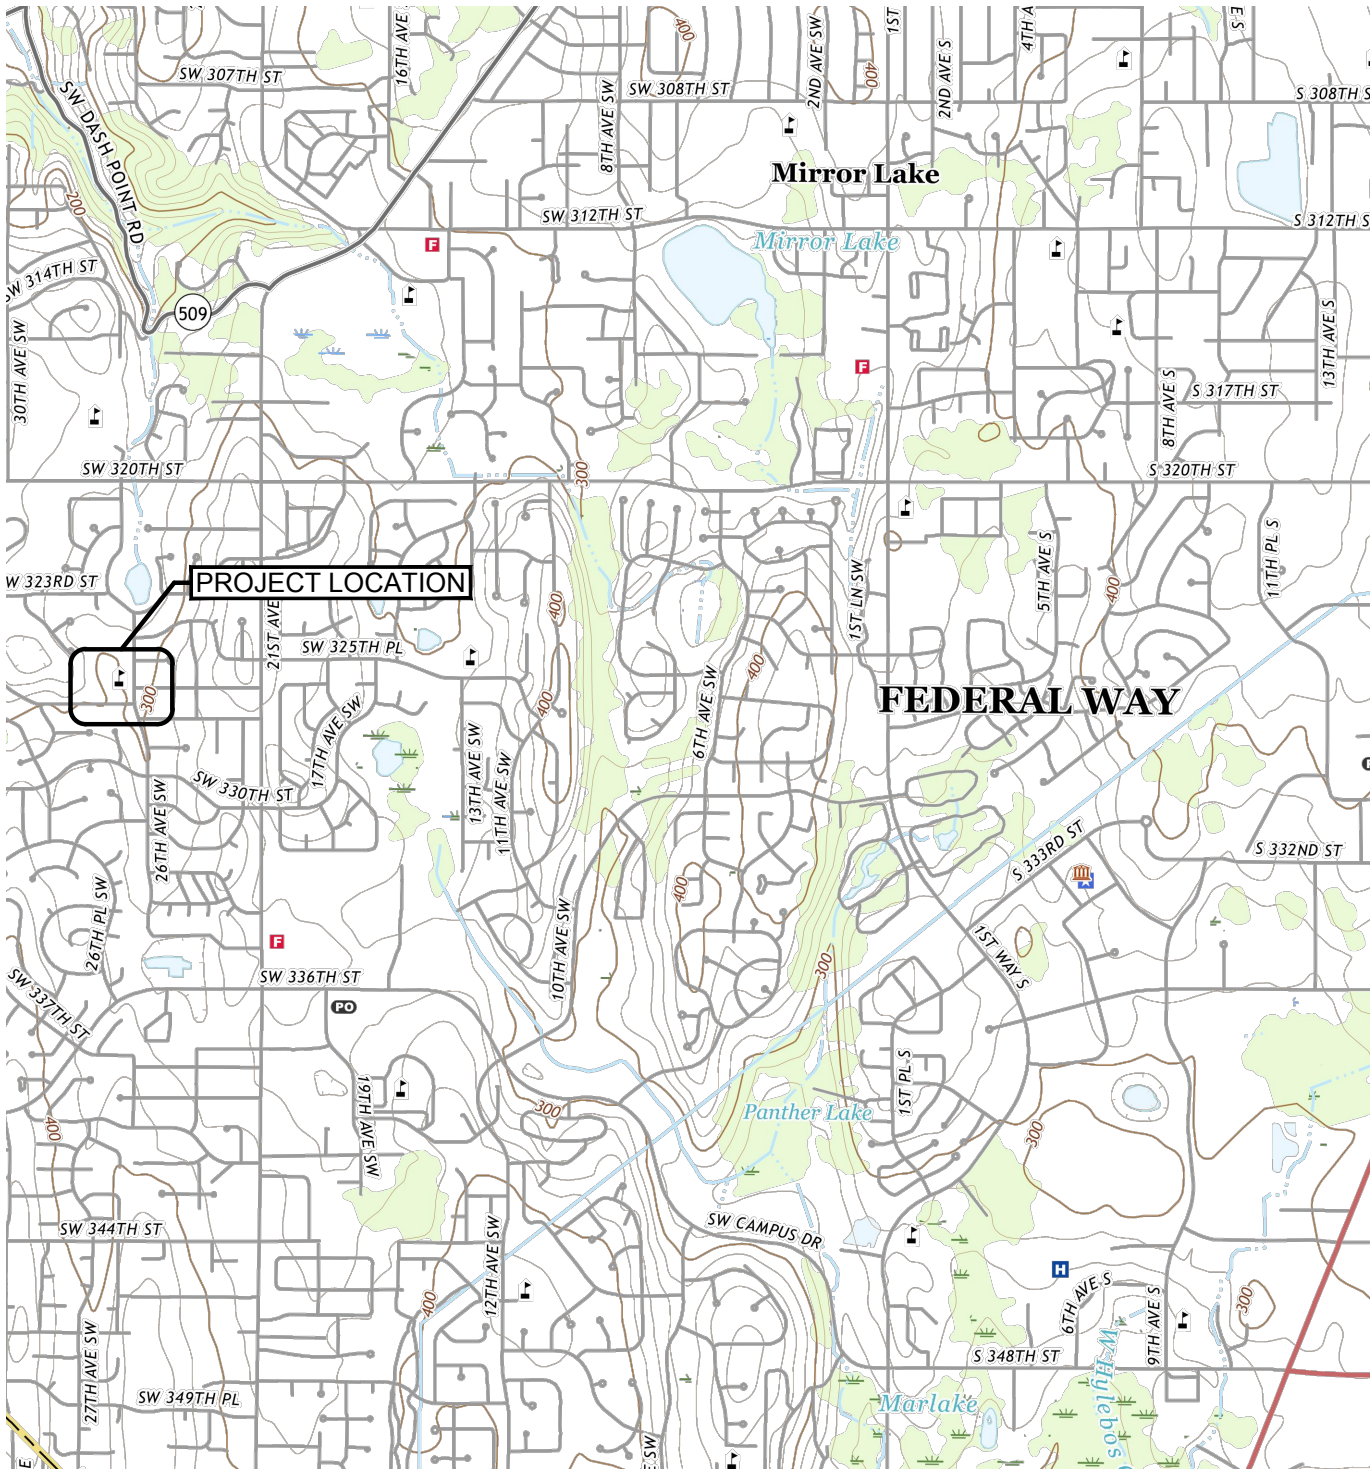 SW 307TH ST
16TH AVE
400
SW 308TH ST
8TH AVE SW
2ND AVE SW
1ST
400
2ND AVE S
4TH A
S E
S 308TH S
SW DASH POINT RD
200
Mirror Lake
SW 312TH ST
F
Mirror Lake
S 312TH S
SW 314TH ST
509
30TH AVE SW
F
13TH AVE S
8TH AVE S
S 317TH ST
SW 320TH ST
300
S 320TH ST
W 323RD ST
PROJECT LOCATION
21ST AVE
SW 325TH PL
400
1ST LN SW
5TH AVE S
400
11TH PL S
300
17TH AVE SW
400
6TH AVE SW
400
FEDERAL WAY
SW 330TH ST
26TH AVE SW
13TH AVE SW
11TH AVE SW
S 333RD ST
S 332ND ST
400
26TH PL SW
F
10TH AVE SW
300
1ST WAY S
SW 336TH ST
SW 337TH ST
PO
19TH AVE SW
1ST PL S
400
300
Panther Lake
300
SW 344TH ST
SW CAMPUS DR
12TH AVE SW
400
H
6TH AVE S
9TH AVE S
300
27TH AVE SW
S 348TH ST
SW 349TH PL
Marlake
W Hylebos
E SW
E